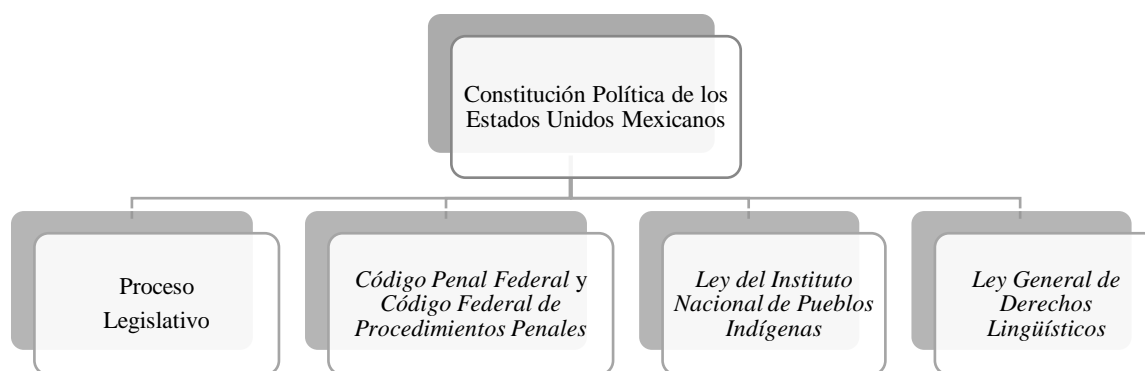 Constitución Política de los
Estados Unidos Mexicanos
Proceso
Legislativo
Código Penal Federal y
Código Federal de
Procedimientos Penales
Ley del Instituto
Nacional de Pueblos
Indígenas
Ley General de
Derechos
Lingüísticos